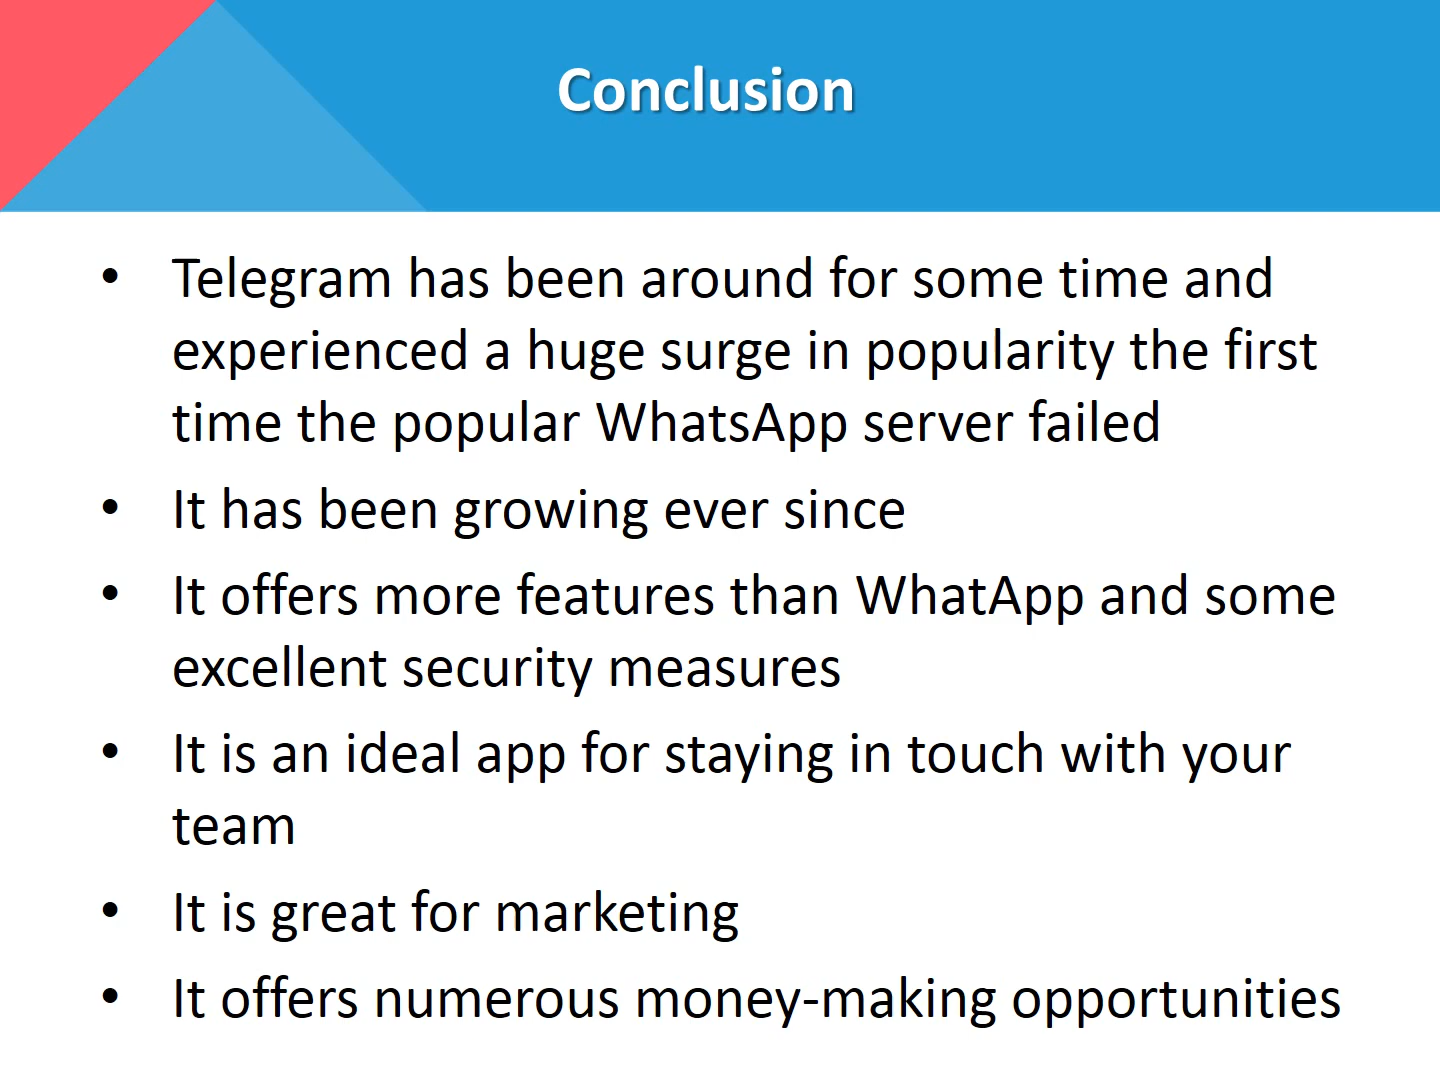 Conclusion
• Telegram has been around for some time and
experienced a huge surge in popularity the first
time the popular WhatsApp server failed
• It has been growing ever since
• It offers more features than WhatApp and some
excellent security measures
• It is an ideal app for staying in touch with your
team
• It is great for marketing
• It offers numerous money-making opportunities